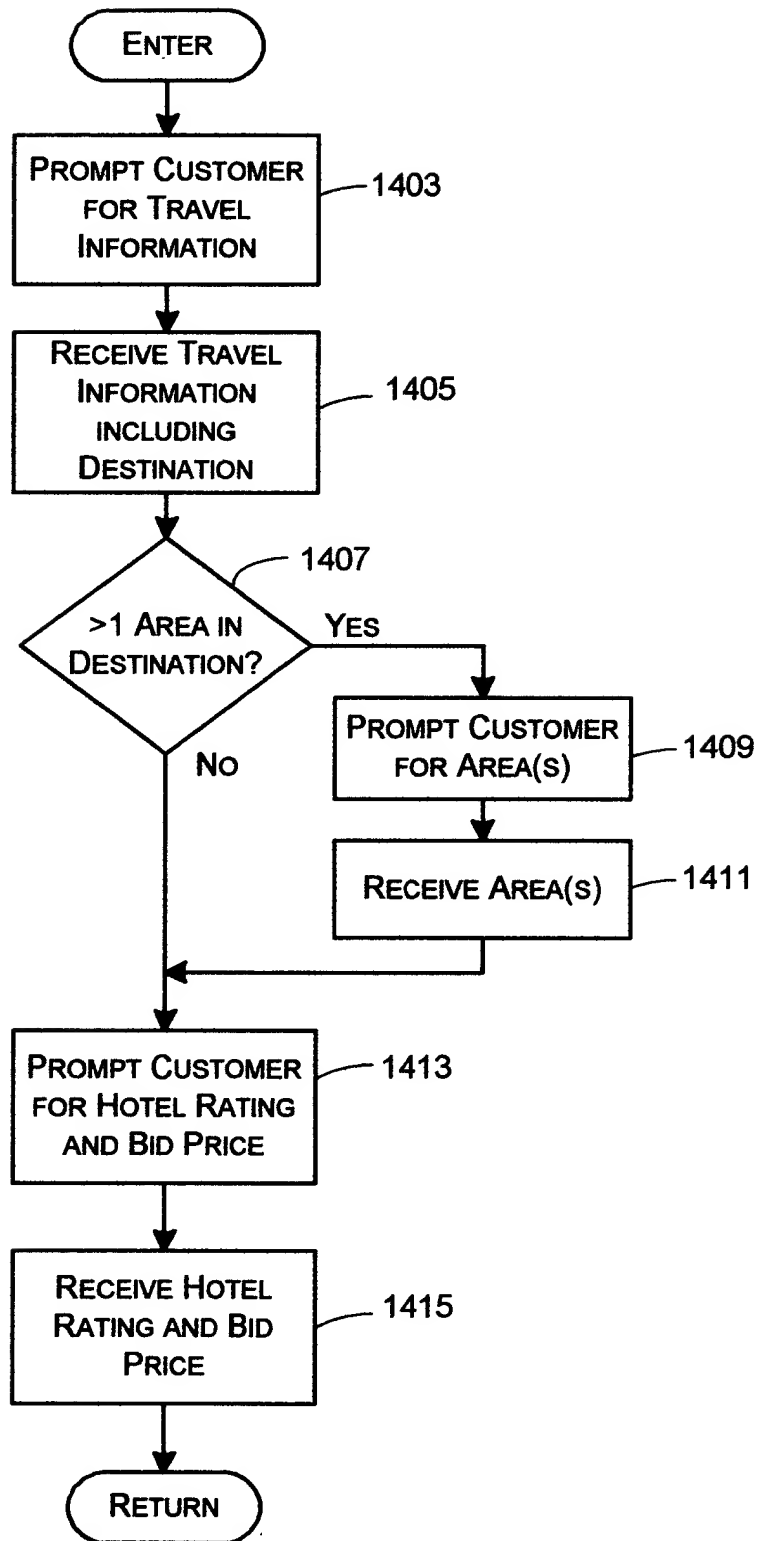 ENTER
PROMPT CUSTOMER
FOR TRAVEL
INFORMATION
1403
RECEIVE TRAVEL
INFORMATION
INCLUDING
DESTINATION
1405
1407
>1 AREA IN
DESTINATION?
YES
NO
PROMPT CUSTOMER
FOR AREA(S)
1409
RECEIVE AREA(S)
1411
PROMPT CUSTOMER
FOR HOTEL RATING
AND BID PRICE
1413
RECEIVE HOTEL
RATING AND BID
PRICE
1415
RETURN